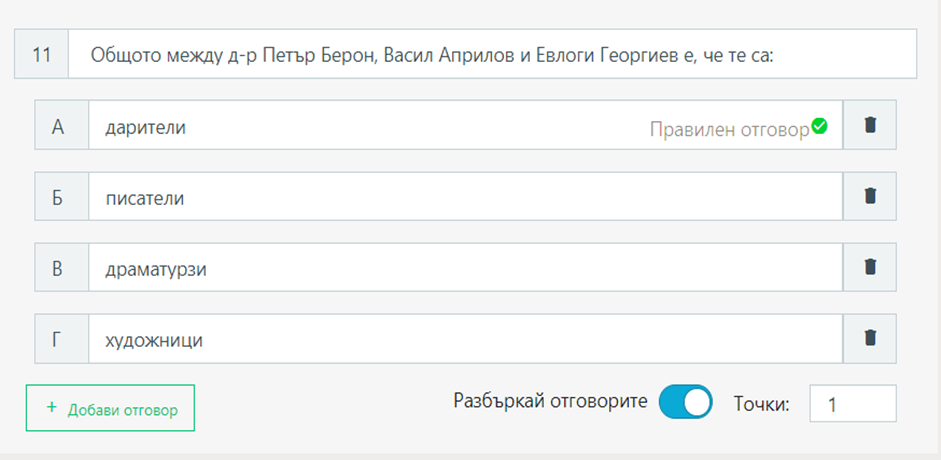 11 Общото между д-р Петър Берон, Васил Априлов и Евлоги Георгиев е, че те са:
А дарители Правилен отговор
Б писатели
В драматурзи
Г художници
+ Добави отговор Разбъркай отговорите Точки: 1